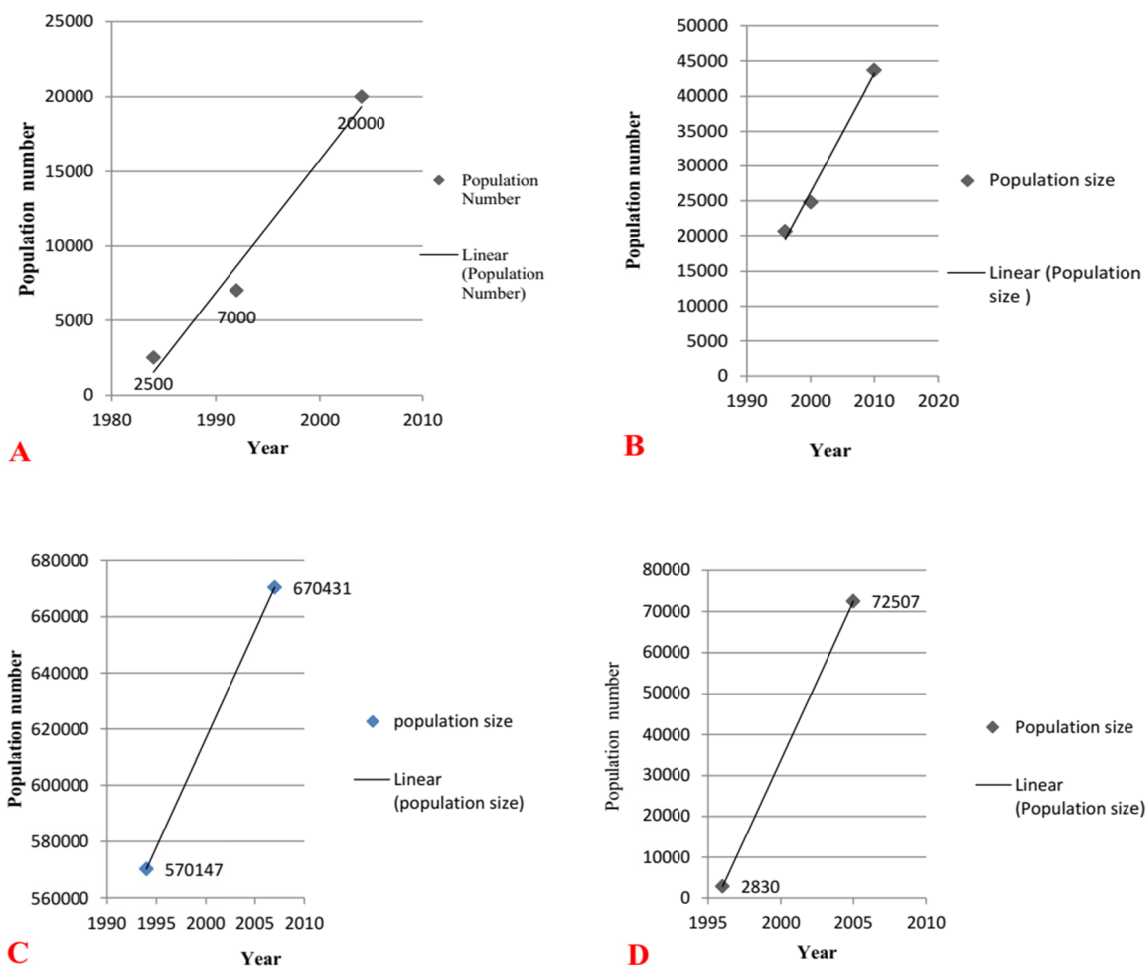 25000
20000
15000
10000
5000
0
1980
1990
2000
2010
20000
7000
2500
Population number
Year
Population
Number
Linear
(Population
Number)
A
50000
45000
40000
35000
30000
25000
20000
15000
10000
5000
0
1990
2000
2010
2020
Population number
Year
Population size
Linear (Population
size )
B
680000
660000
640000
620000
600000
580000
560000
1990
1995
2000
2005
2010
670431
570147
Population number
Year
population size
Linear
(population size)
C
80000
70000
60000
50000
40000
30000
20000
10000
0
1995
2000
2005
2010
72507
2830
Population number
Year
Population size
Linear
(Population size)
D